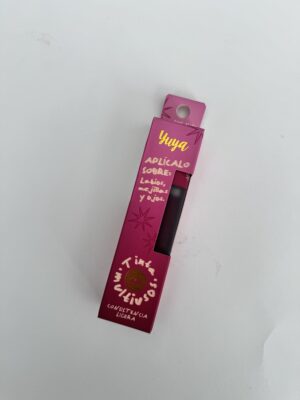 Yuya
APLÍCALO
SOBRE:
Labios,
mejillas
y ojos.
Tinta
multiusos.
CONSISTENCIA
LIGERA